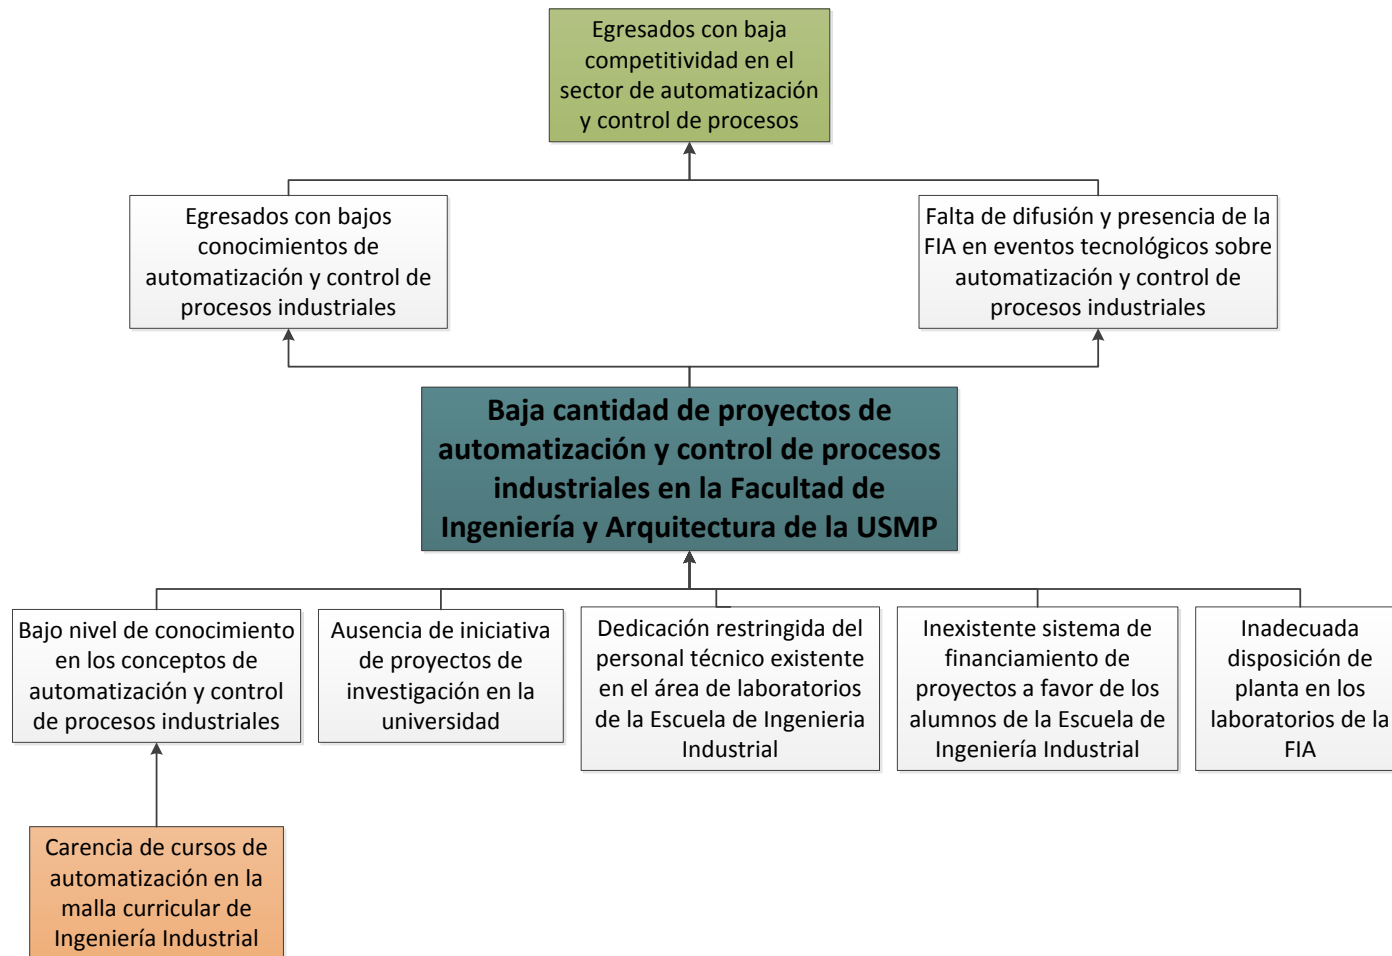 Egresados con baja
competitividad en el
sector de automatización
y control de procesos
Egresados con bajos
conocimientos de
automatización y control de
procesos industriales
Falta de difusión y presencia de la
FIA en eventos tecnológicos sobre
automatización y control de
procesos industriales
Baja cantidad de proyectos de
automatización y control de procesos
industriales en la Facultad de
Ingeniería y Arquitectura de la USMP
Bajo nivel de conocimiento
en los conceptos de
automatización y control
de procesos industriales
Ausencia de iniciativa
de proyectos de
investigación en la
universidad
Dedicación restringida del
personal técnico existente
en el área de laboratorios
de la Escuela de Ingenieria
Industrial
Inexistente sistema de
financiamiento de
proyectos a favor de los
alumnos de la Escuela de
Ingeniería Industrial
Inadecuada
disposición de
planta en los
laboratorios de la
FIA
Carencia de cursos de
automatización en la
malla curricular de
Ingeniería Industrial